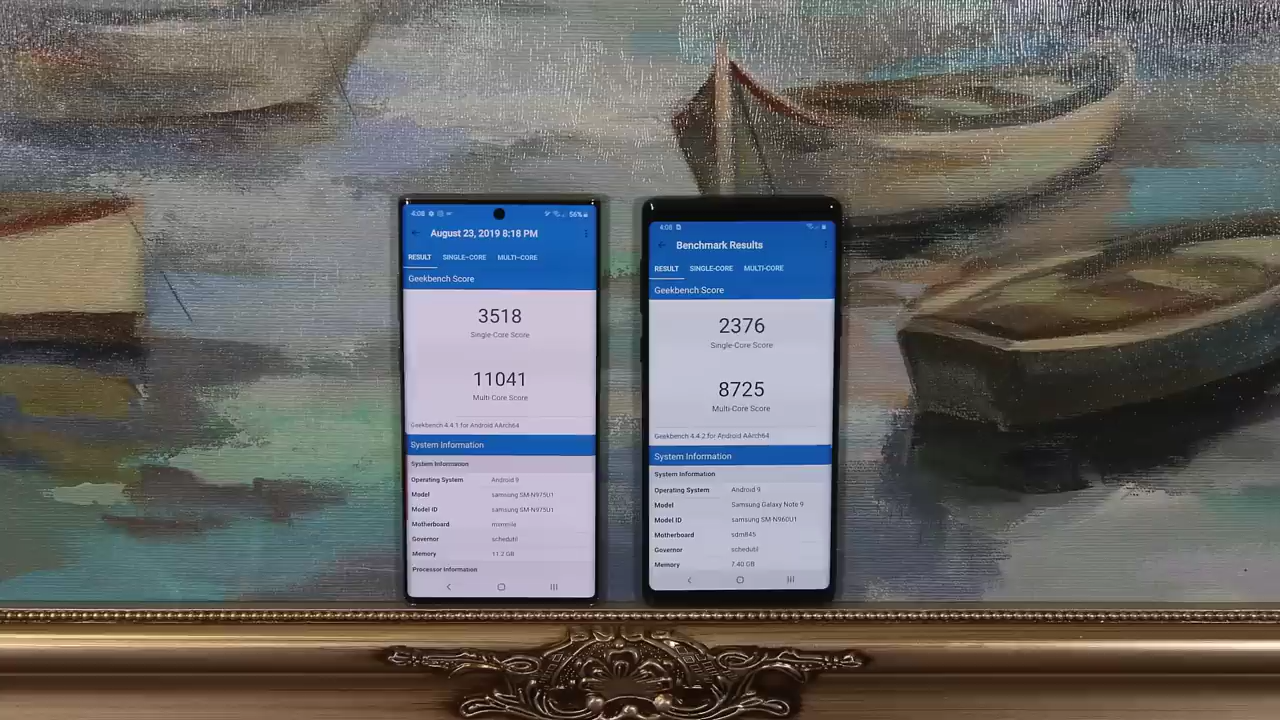 4:08
56%
August 23, 2019 8:18 PM
RESULT SINGLE-CORE MULTI-CORE
Geekbench Score
3518
Single-Core Score
11041
Multi-Core Score
Geekbench 4.4.1 for Android AArch64
System Information
System Information
Operating System Android 9
Model samsung SM-N975U1
Model ID samsung SM-N975U1
Motherboard msmnile
Governor schedutil
Memory 11.2 GB
Processor Information
4:08
Benchmark Results
RESULT SINGLE-CORE MULTI-CORE
Geekbench Score
2376
Single-Core Score
8725
Multi-Core Score
Geekbench 4.4.2 for Android AArch64
System Information
System Information
Operating System Android 9
Model Samsung Galaxy Note 9
Model ID samsung SM-N960U1
Motherboard sdm845
Governor schedutil
Memory 7.40 GB